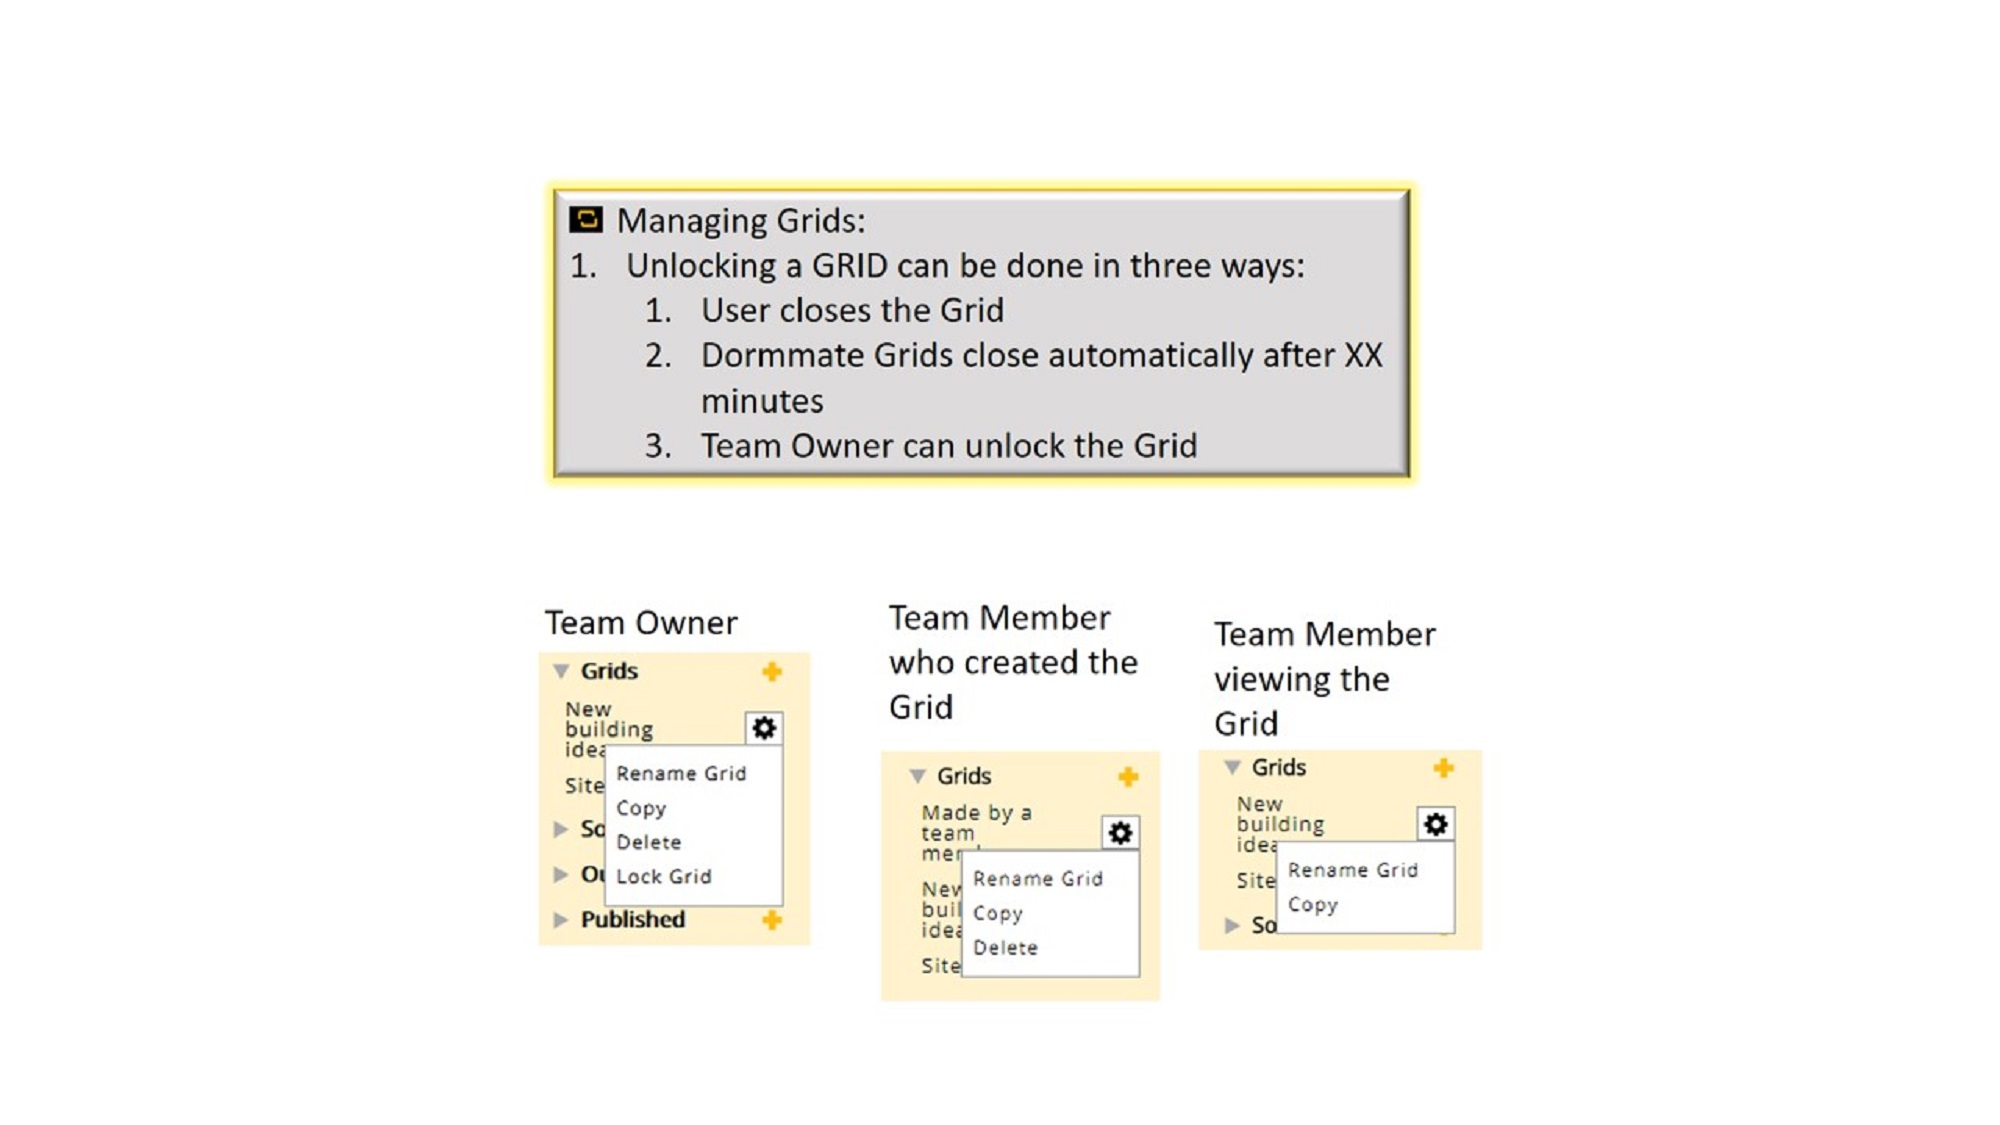 Managing Grids:
1. Unlocking a GRID can be done in three ways:
1. User closes the Grid
2. Dormmate Grids close automatically after XX
minutes
3. Team Owner can unlock the Grid
Team Owner
Grids
New
building
idea
Site
So
Rename Grid
Copy
Delete
Lock Grid
Published
Team Member
who created the
Grid
Grids
Made by a
team
New
buil
idea
Site
Rename Grid
Copy
Delete
Team Member
viewing the
Grid
Grids
New
building
idea
Site
So
Rename Grid
Copy